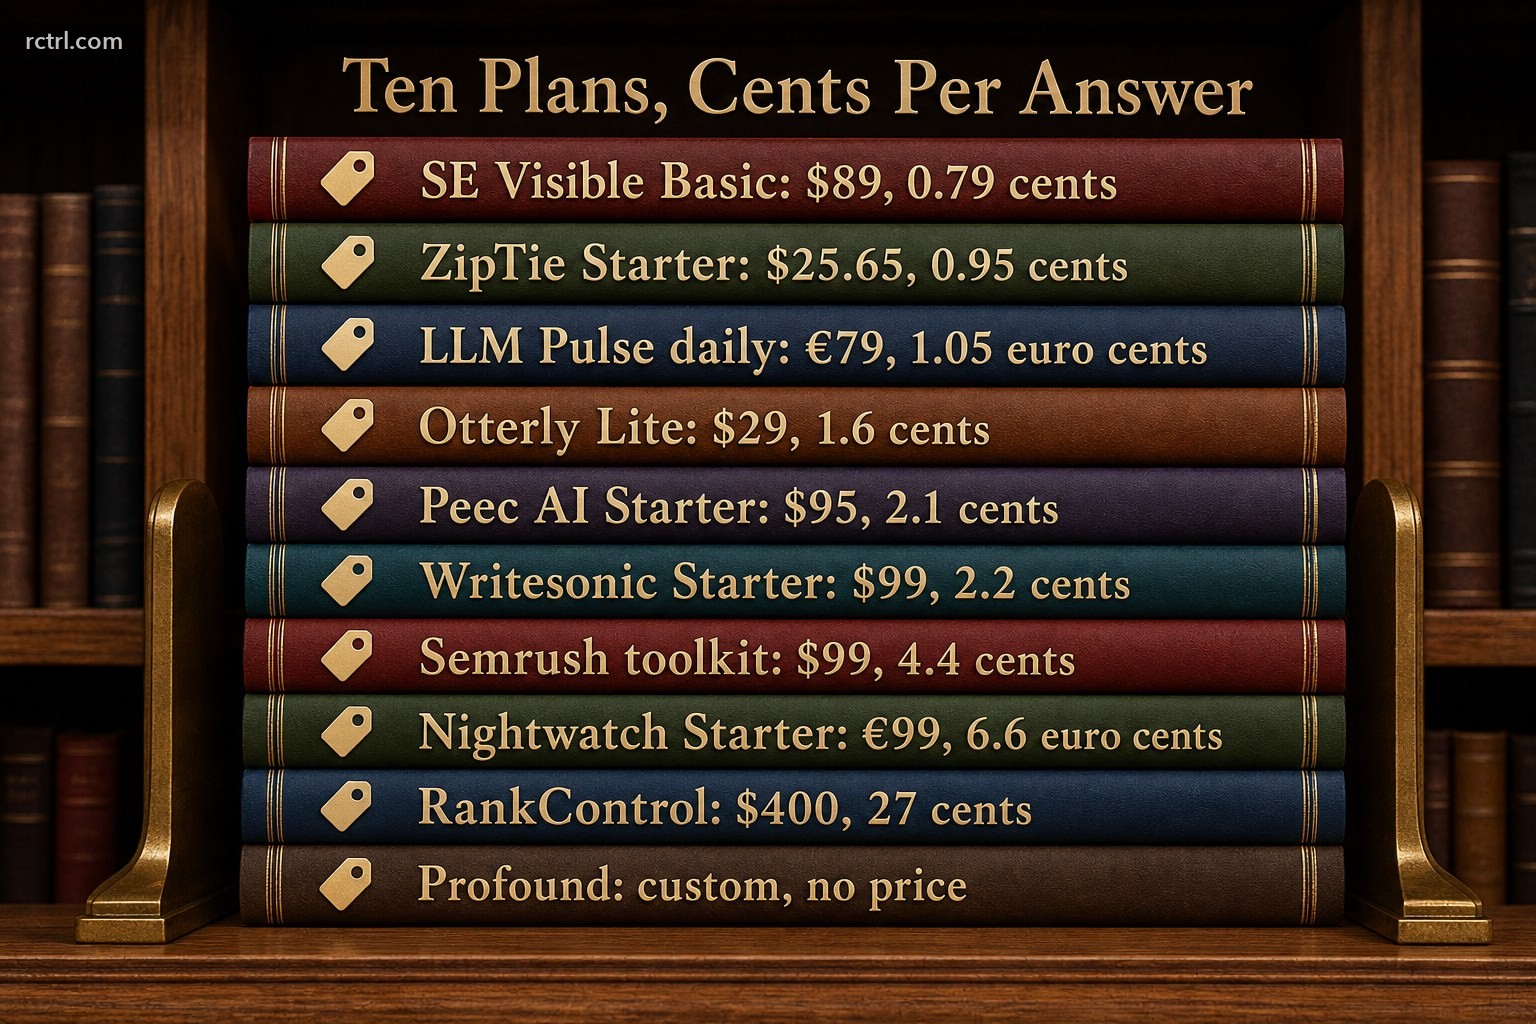 rctrl.com
Ten Plans, Cents Per Answer
SE Visible Basic: $89, 0.79 cents
ZipTie Starter: $25.65, 0.95 cents
LLM Pulse daily: €79, 1.05 euro cents
Otterly Lite: $29, 1.6 cents
Peec AI Starter: $95, 2.1 cents
Writesonic Starter: $99, 2.2 cents
Semrush toolkit: $99, 4.4 cents
Nightwatch Starter: €99, 6.6 euro cents
RankControl: $400, 27 cents
Profound: custom, no price